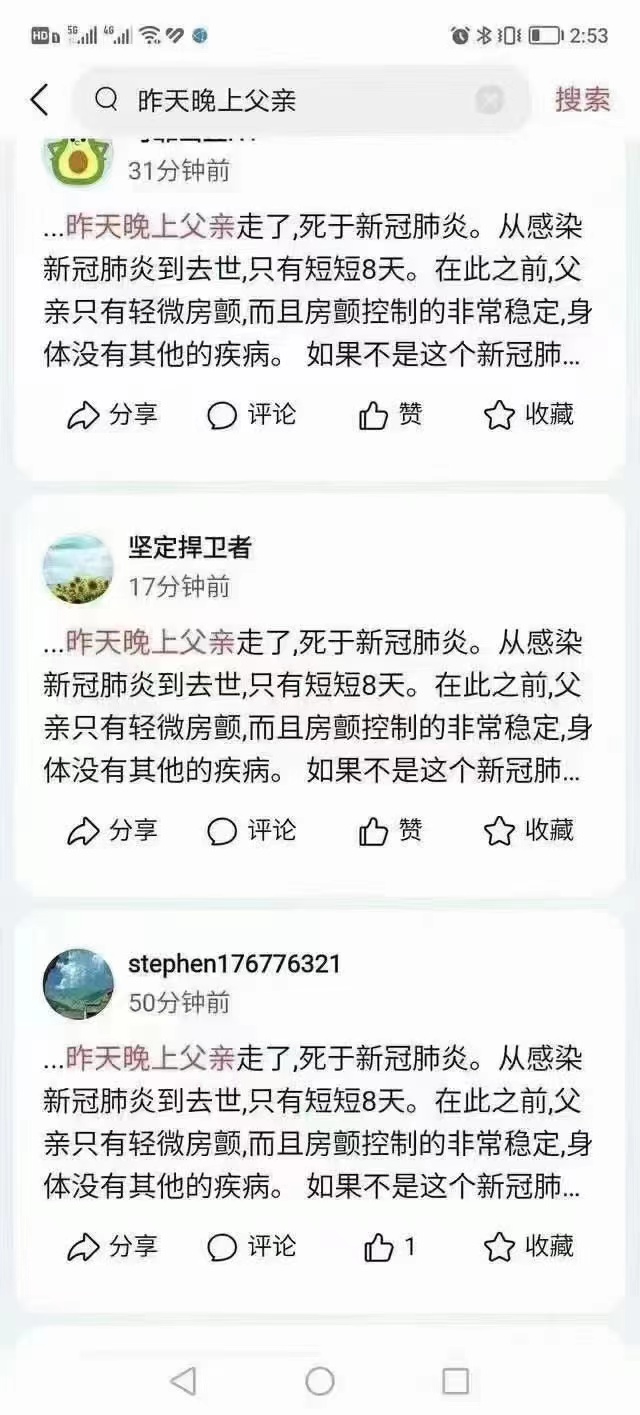 HD 5G 4G 2:53
昨天晚上父亲 搜索
31分钟前
...昨天晚上父亲走了,死于新冠肺炎。从感染
新冠肺炎到去世,只有短短8天。在此之前,父
亲只有轻微房颤,而且房颤控制的非常稳定,身
体没有其他的疾病。 如果不是这个新冠肺...
分享 评论 赞 收藏
坚定捍卫者
17分钟前
...昨天晚上父亲走了,死于新冠肺炎。从感染
新冠肺炎到去世,只有短短8天。在此之前,父
亲只有轻微房颤,而且房颤控制的非常稳定,身
体没有其他的疾病。 如果不是这个新冠肺...
分享 评论 赞 收藏
stephen176776321
50分钟前
...昨天晚上父亲走了,死于新冠肺炎。从感染
新冠肺炎到去世,只有短短8天。在此之前,父
亲只有轻微房颤,而且房颤控制的非常稳定,身
体没有其他的疾病。 如果不是这个新冠肺...
分享 评论 1 收藏